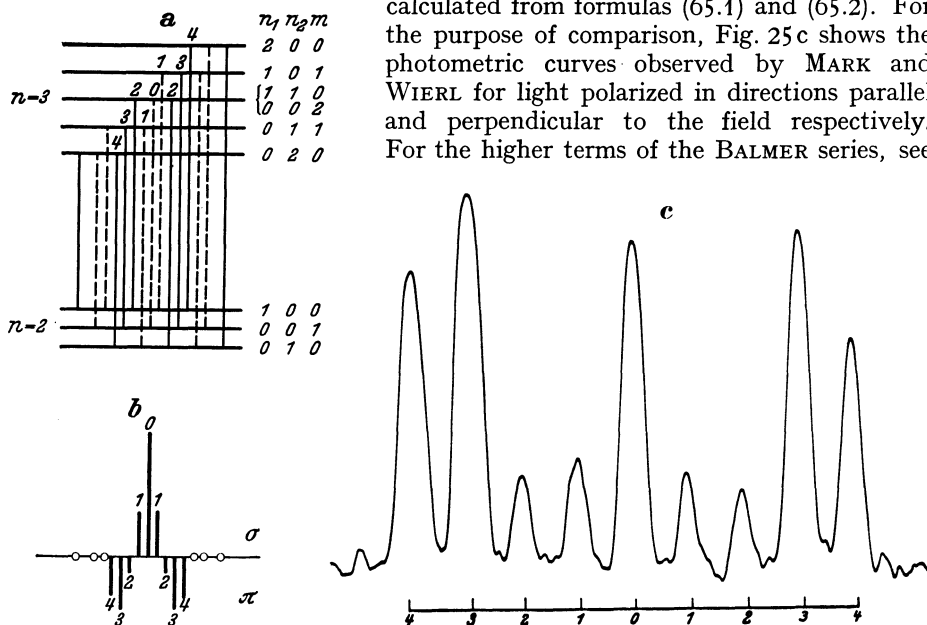 calculated from formulas (65.1) and (65.2). For
the purpose of comparison, Fig. 25c shows the
photometric curves observed by MARK and
WIERL for light polarized in directions parallel
and perpendicular to the field respectively.
For the higher terms of the BALMER series, see
a
n₁ n₂ m
4
2 0 0
1 3
1 0 1
n=3
2 0 2
1 1 0
0 0 2
3 1
0 1 1
4
0 2 0
1 0 0
n=2
0 0 1
0 1 0
b
0
1 1
σ
2 2
π
4 4
3 3
c
4 3 2 1 0 1 2 3 4